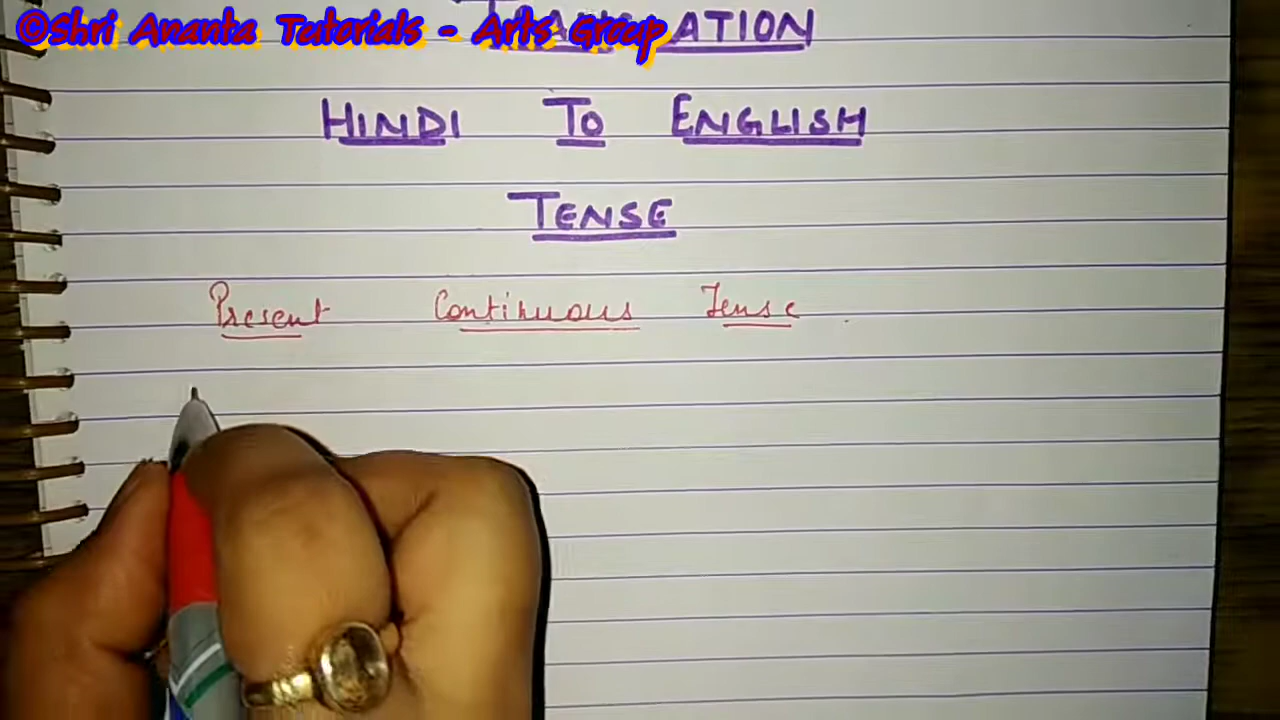 ©Shri Ananta Tutorials - Arts Group
HINDI TO ENGLISH
TENSE
Present Continuous Tense